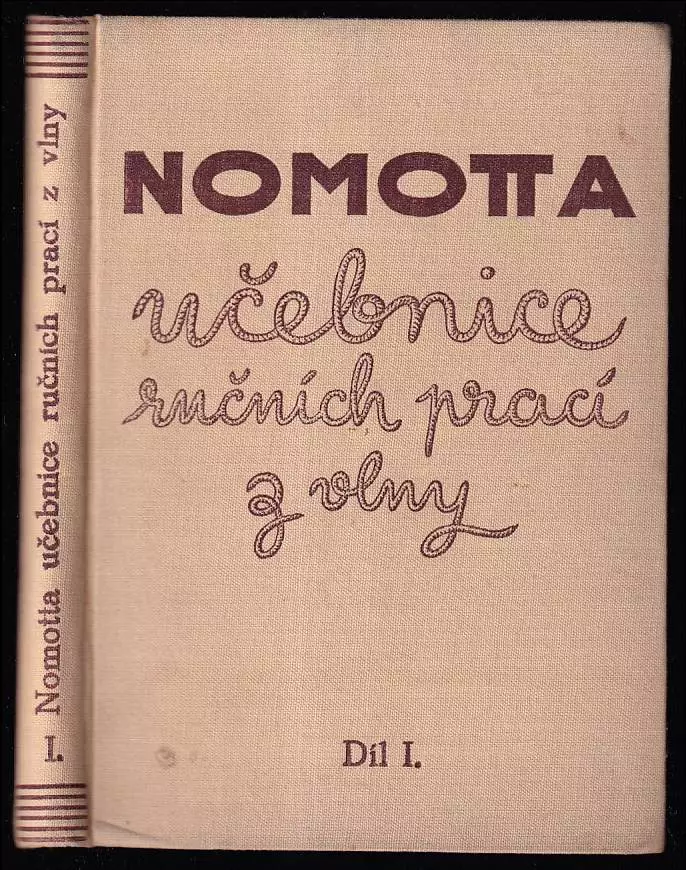 NOMOTTA
učebnice
ručních prací
z vlny
Díl I.
I. Nomotta učebnice ručních prací z vlny